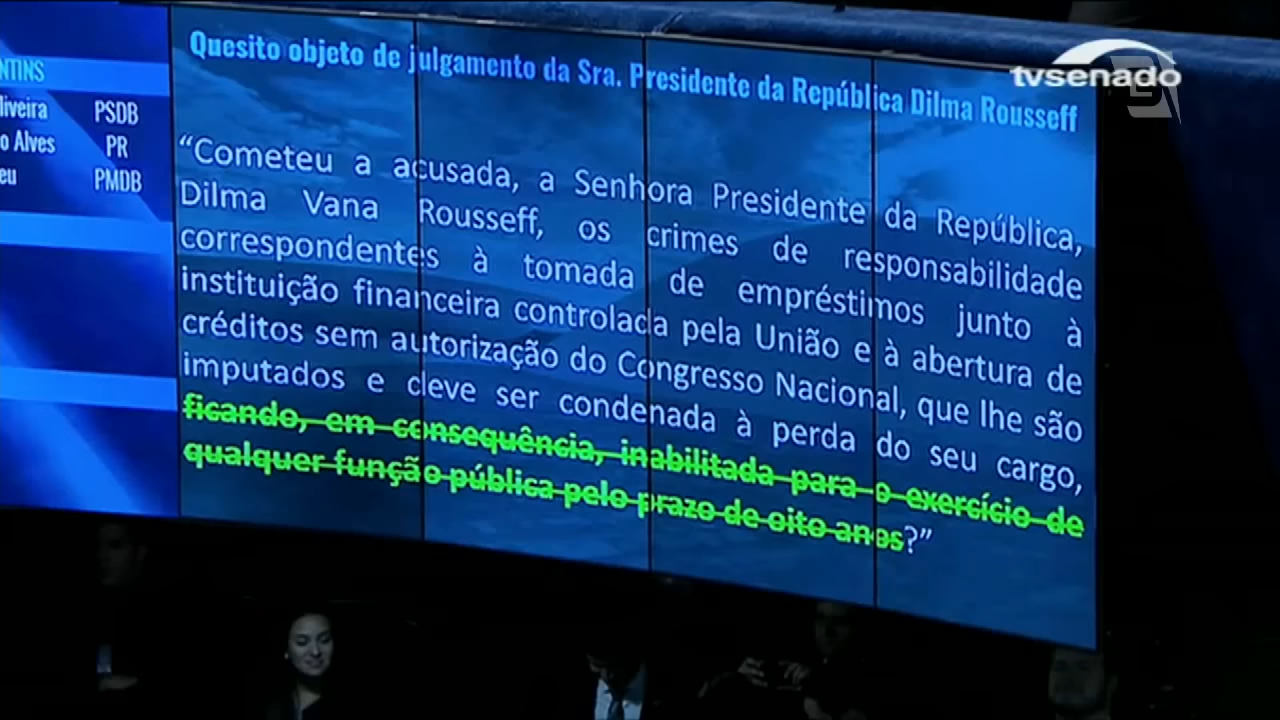 Quesito objeto de julgamento da Sra. Presidente da República Dilma Rousseff
tvsenado
NTINS
liveira PSDB
o Alves PR
eu PMDB
“Cometeu a acusada, a Senhora Presidente da República,
Dilma Vana Rousseff, os crimes de responsabilidade
correspondentes à tomada de empréstimos junto à
instituição financeira controlada pela União e à abertura de
créditos sem autorização do Congresso Nacional, que lhe são
imputados e deve ser condenada à perda do seu cargo,
ficando, em consequência, inabilitada para o exercício de
qualquer função pública pelo prazo de oito anos?”